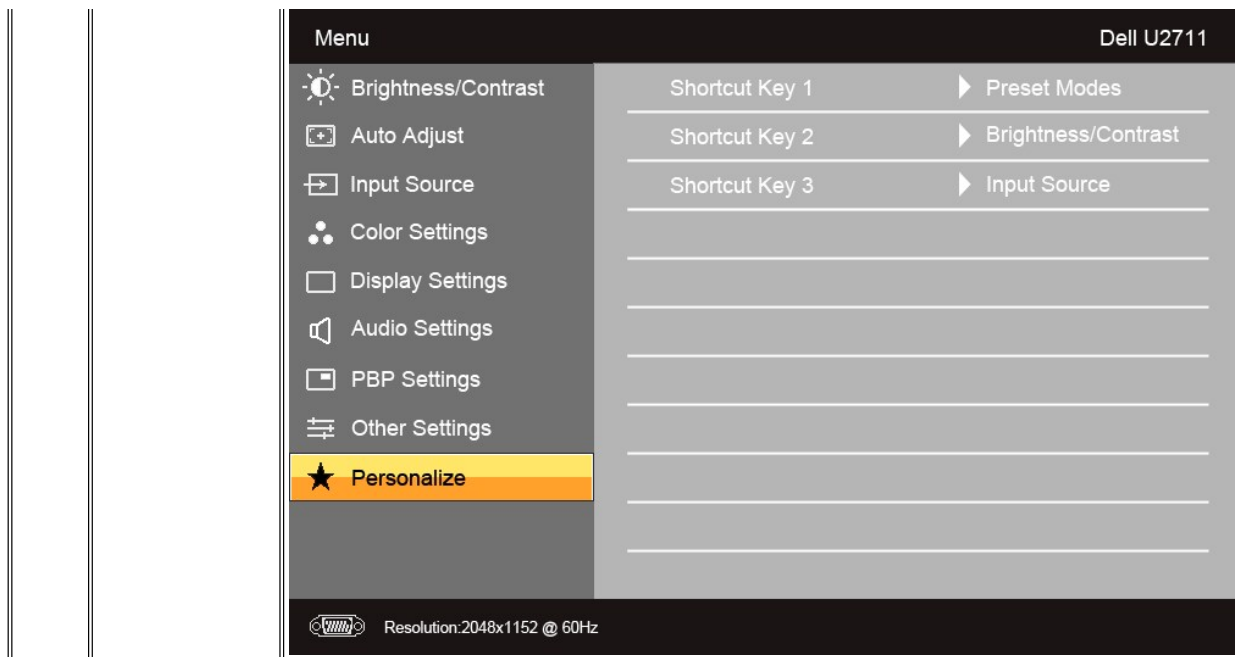 Menu Dell U2711
Brightness/Contrast Shortcut Key 1 Preset Modes
Auto Adjust Shortcut Key 2 Brightness/Contrast
Input Source Shortcut Key 3 Input Source
Color Settings
Display Settings
Audio Settings
PBP Settings
Other Settings
Personalize
Resolution:2048x1152 @ 60Hz